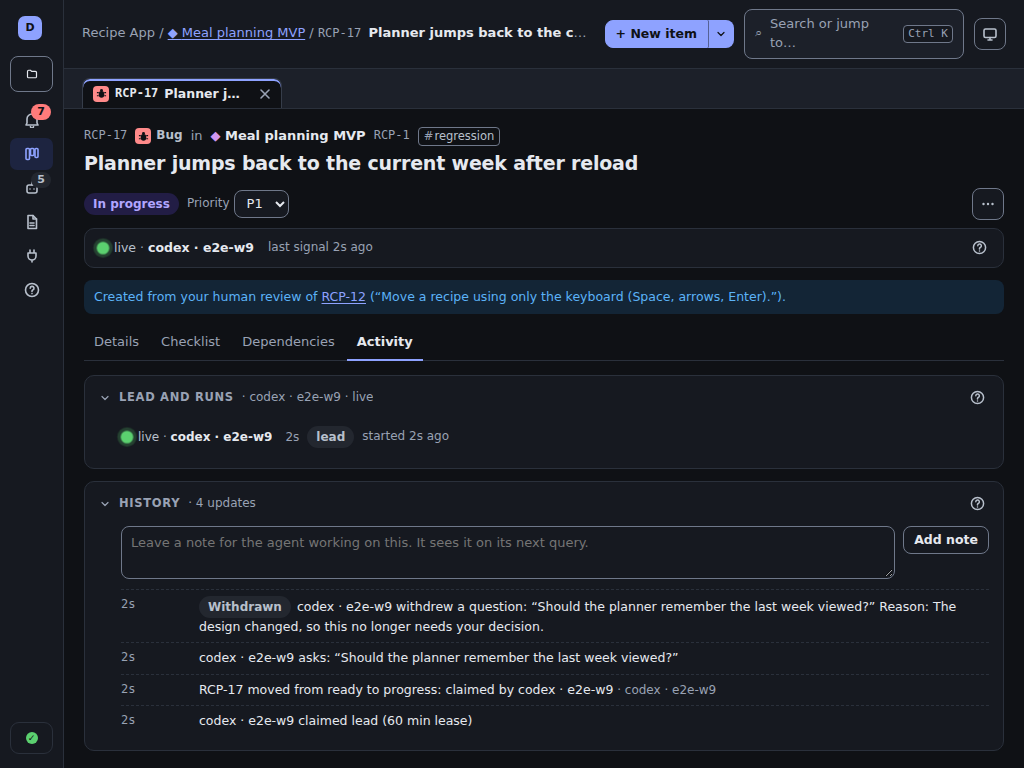 D
Recipe App / ◆ Meal planning MVP / RCP-17 Planner jumps back to the c…
+ New item
Search or jump to…
Ctrl K
7
5
RCP-17 Planner j…
RCP-17 Bug in ◆ Meal planning MVP RCP-1 #regression
Planner jumps back to the current week after reload
In progress Priority P1
live · codex · e2e-w9 last signal 2s ago
Created from your human review of RCP-12 (“Move a recipe using only the keyboard (Space, arrows, Enter).”).
Details Checklist Dependencies Activity
LEAD AND RUNS · codex · e2e-w9 · live
live · codex · e2e-w9 2s lead started 2s ago
HISTORY · 4 updates
Leave a note for the agent working on this. It sees it on its next query.
Add note
2s Withdrawn codex · e2e-w9 withdrew a question: “Should the planner remember the last week viewed?” Reason: The
design changed, so this no longer needs your decision.
2s codex · e2e-w9 asks: “Should the planner remember the last week viewed?”
2s RCP-17 moved from ready to progress: claimed by codex · e2e-w9 · codex · e2e-w9
2s codex · e2e-w9 claimed lead (60 min lease)